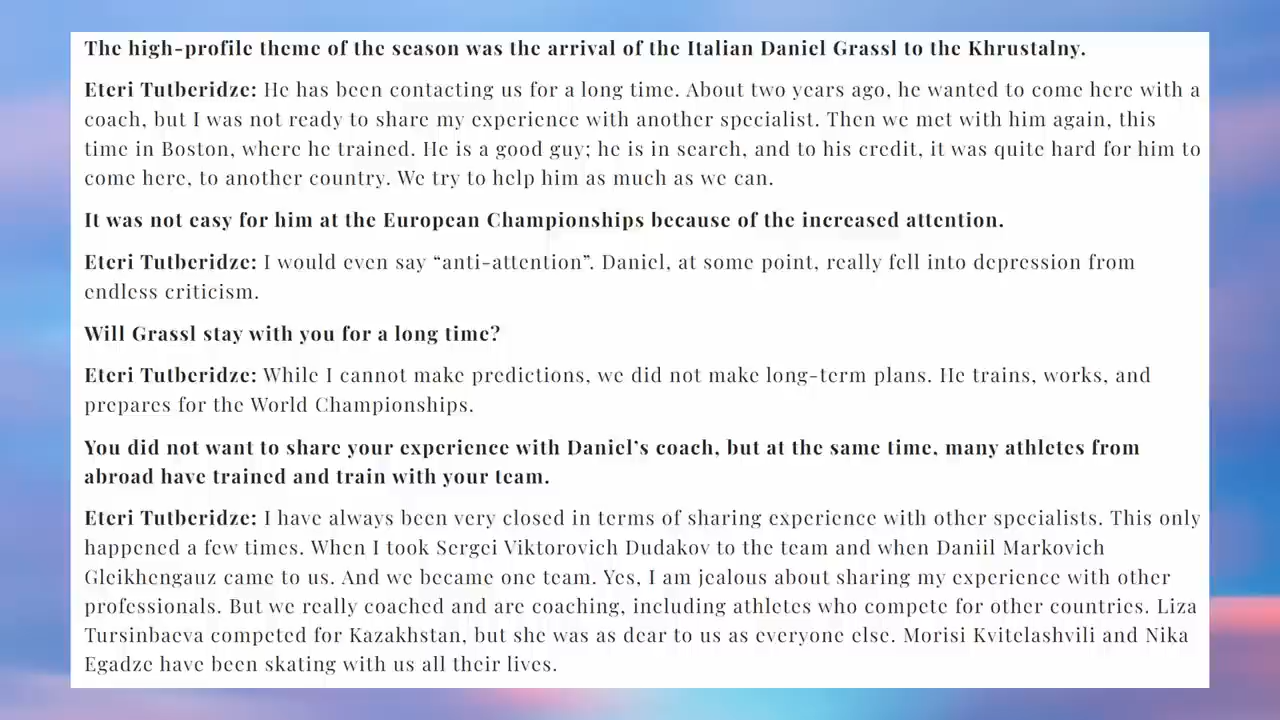 The high-profile theme of the season was the arrival of the Italian Daniel Grassl to the Khrustalny.
Eteri Tutberidze: He has been contacting us for a long time. About two years ago, he wanted to come here with a
coach, but I was not ready to share my experience with another specialist. Then we met with him again, this
time in Boston, where he trained. He is a good guy; he is in search, and to his credit, it was quite hard for him to
come here, to another country. We try to help him as much as we can.
It was not easy for him at the European Championships because of the increased attention.
Eteri Tutberidze: I would even say “anti-attention”. Daniel, at some point, really fell into depression from
endless criticism.
Will Grassl stay with you for a long time?
Eteri Tutberidze: While I cannot make predictions, we did not make long-term plans. He trains, works, and
prepares for the World Championships.
You did not want to share your experience with Daniel’s coach, but at the same time, many athletes from
abroad have trained and train with your team.
Eteri Tutberidze: I have always been very closed in terms of sharing experience with other specialists. This only
happened a few times. When I took Sergei Viktorovich Dudakov to the team and when Daniil Markovich
Gleikhengauz came to us. And we became one team. Yes, I am jealous about sharing my experience with other
professionals. But we really coached and are coaching, including athletes who compete for other countries. Liza
Tursinbaeva competed for Kazakhstan, but she was as dear to us as everyone else. Morisi Kvitelashvili and Nika
Egadze have been skating with us all their lives.